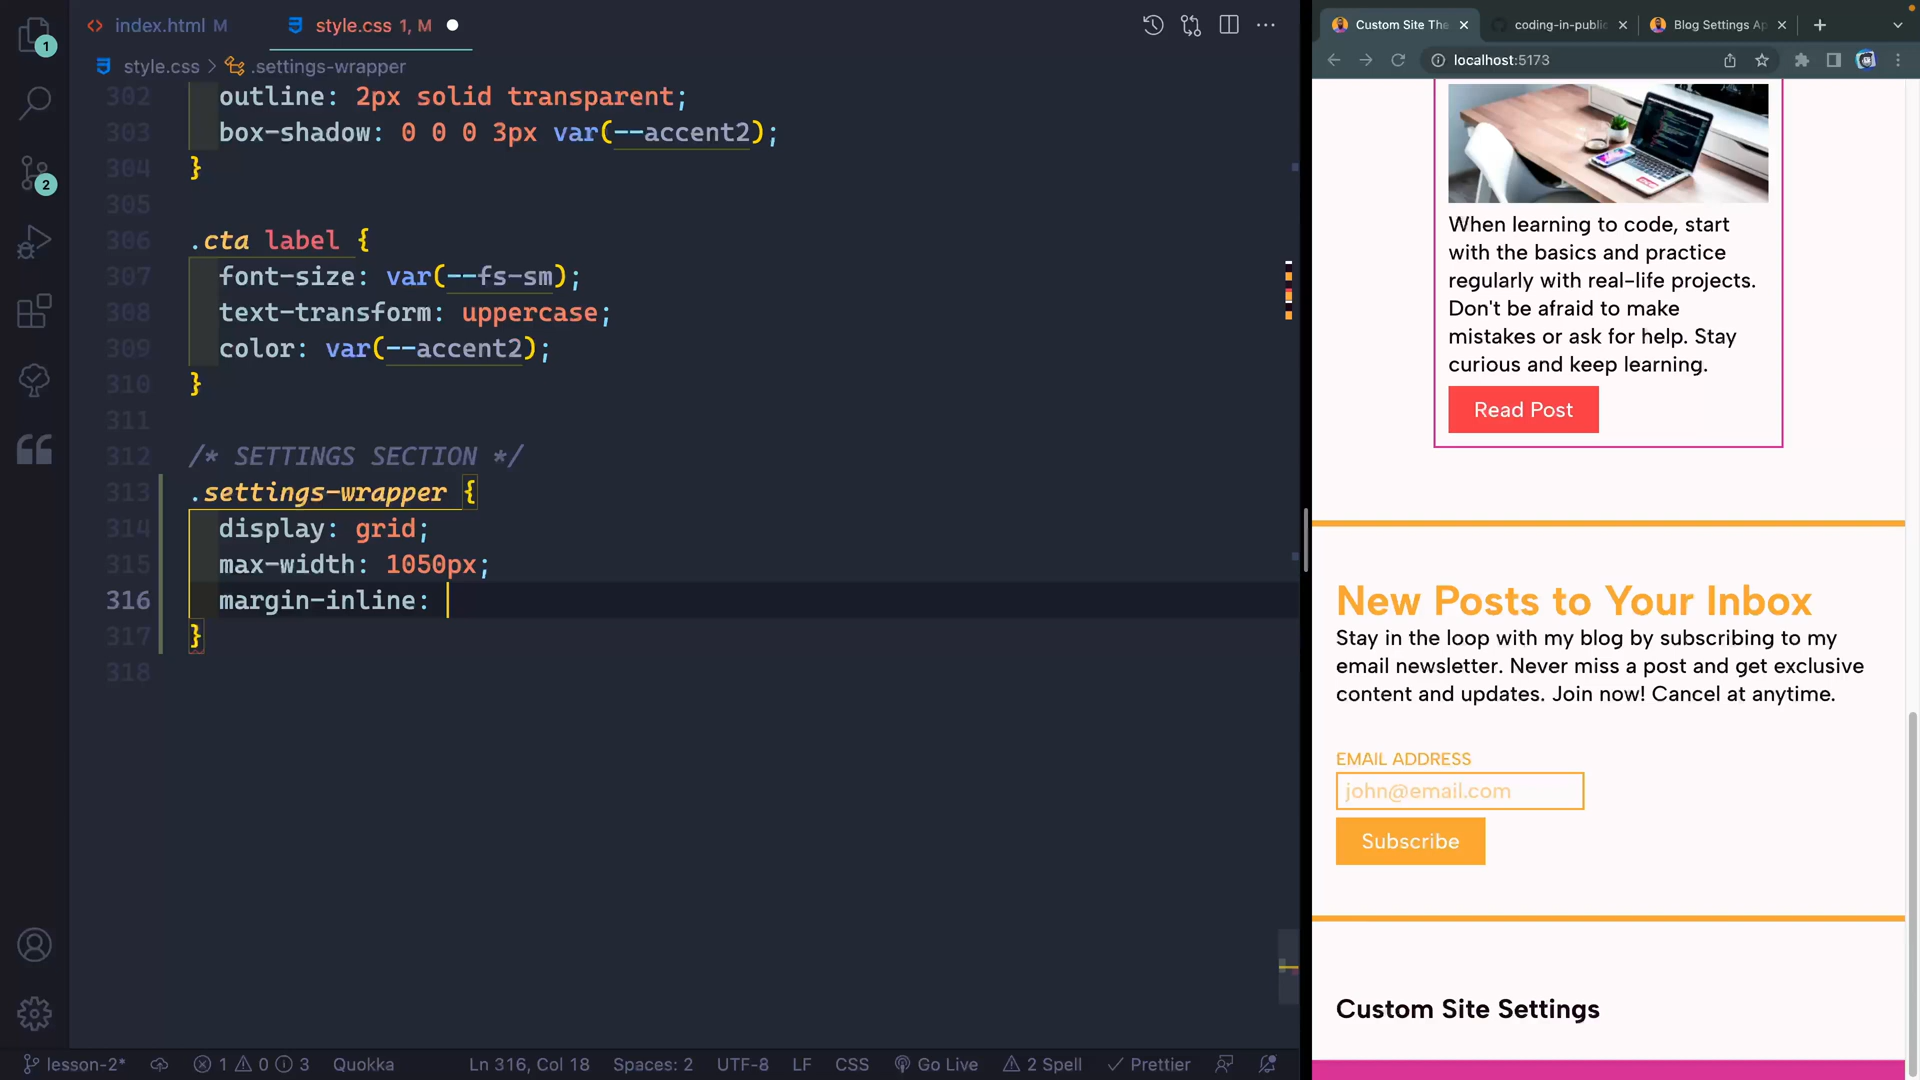 index.html M
style.css 1, M
style.css > .settings-wrapper
302 outline: 2px solid transparent;
303 box-shadow: 0 0 0 3px var(--accent2);
304 }
305
306 .cta label {
307 font-size: var(--fs-sm);
308 text-transform: uppercase;
309 color: var(--accent2);
310 }
311
312 /* SETTINGS SECTION */
313 .settings-wrapper {
314 display: grid;
315 max-width: 1050px;
316 margin-inline:
317 }
318
1
2
lesson-2* 1 0 3 Quokka Ln 316, Col 18 Spaces: 2 UTF-8 LF CSS Go Live 2 Spell Prettier
Custom Site The coding-in-public Blog Settings Ap
localhost:5173
When learning to code, start
with the basics and practice
regularly with real-life projects.
Don't be afraid to make
mistakes or ask for help. Stay
curious and keep learning.
Read Post
New Posts to Your Inbox
Stay in the loop with my blog by subscribing to my
email newsletter. Never miss a post and get exclusive
content and updates. Join now! Cancel at anytime.
EMAIL ADDRESS
john@email.com
Subscribe
Custom Site Settings